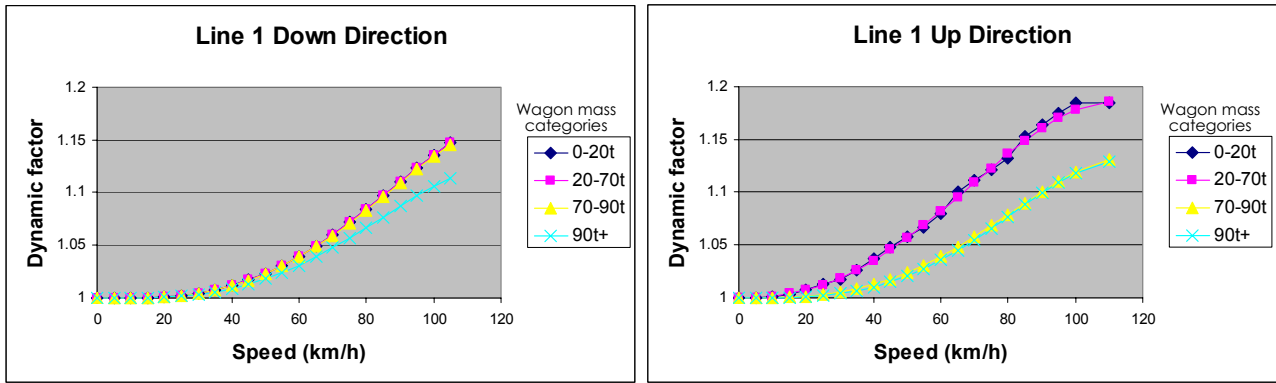 Line 1 Down Direction
1.2
1.15
1.1
1.05
1
Dynamic factor
0 20 40 60 80 100 120
Speed (km/h)
Wagon mass
categories
0-20t
20-70t
70-90t
90t+
Line 1 Up Direction
1.2
1.15
1.1
1.05
1
Dynamic factor
0 20 40 60 80 100 120
Speed (km/h)
Wagon mass
categories
0-20t
20-70t
70-90t
90t+